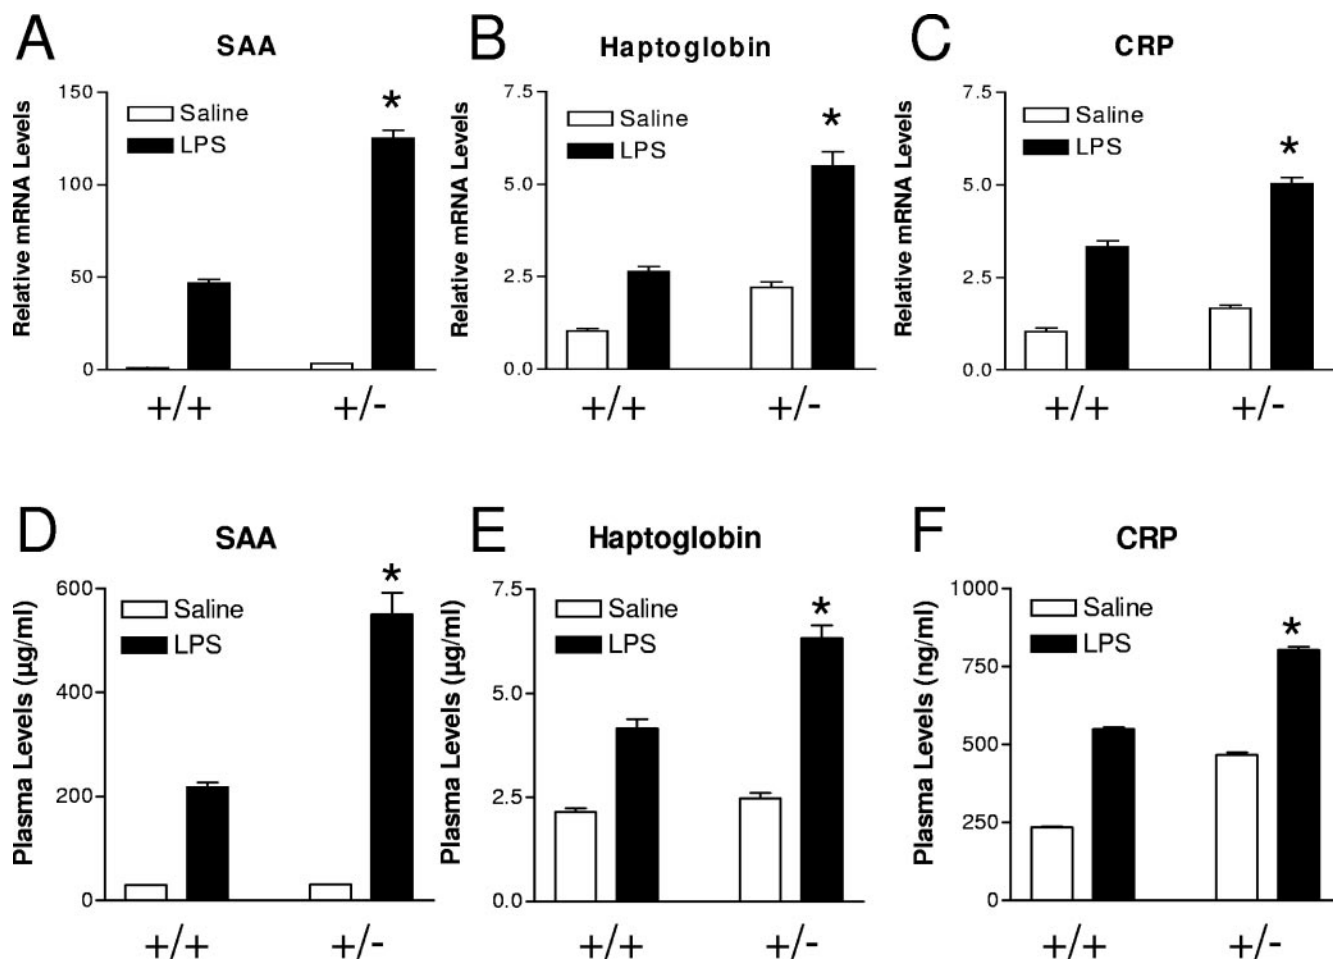 A
SAA
Relative mRNA Levels
150
100
50
0
Saline
LPS
*
+/+
+/-
B
Haptoglobin
Relative mRNA Levels
7.5
5.0
2.5
0.0
Saline
LPS
*
+/+
+/-
C
CRP
Relative mRNA Levels
7.5
5.0
2.5
0.0
Saline
LPS
*
+/+
+/-
D
SAA
Plasma Levels (µg/ml)
600
400
200
0
Saline
LPS
*
+/+
+/-
E
Haptoglobin
Plasma Levels (µg/ml)
7.5
5.0
2.5
0.0
Saline
LPS
*
+/+
+/-
F
CRP
Plasma Levels (ng/ml)
1000
750
500
250
0
Saline
LPS
*
+/+
+/-